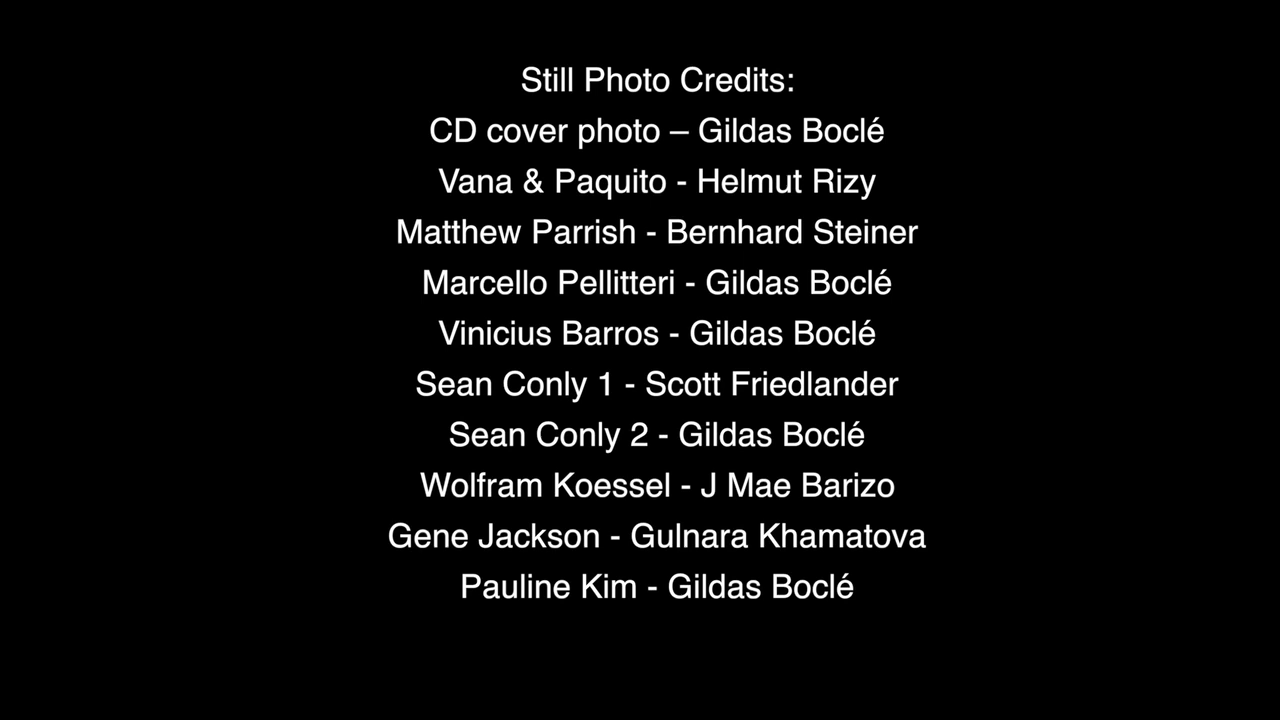 Still Photo Credits:
CD cover photo – Gildas Boclé
Vana & Paquito - Helmut Rizy
Matthew Parrish - Bernhard Steiner
Marcello Pellitteri - Gildas Boclé
Vinicius Barros - Gildas Boclé
Sean Conly 1 - Scott Friedlander
Sean Conly 2 - Gildas Boclé
Wolfram Koessel - J Mae Barizo
Gene Jackson - Gulnara Khamatova
Pauline Kim - Gildas Boclé